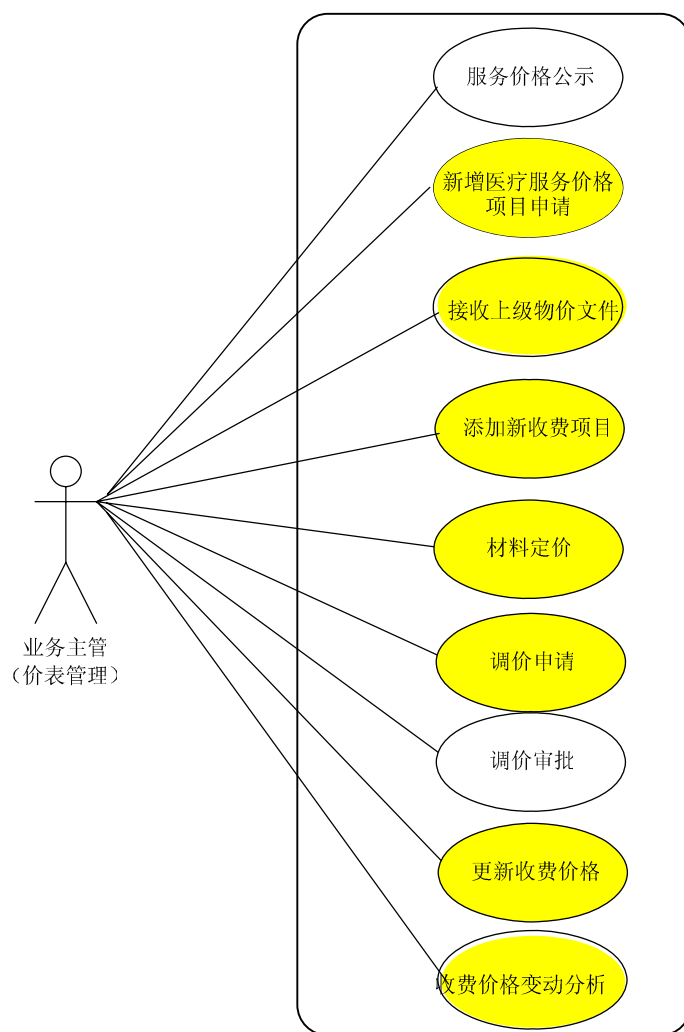 服务价格公示
新增医疗服务价格
项目申请
接收上级物价文件
添加新收费项目
材料定价
业务主管
（价表管理）
调价申请
调价审批
更新收费价格
收费价格变动分析